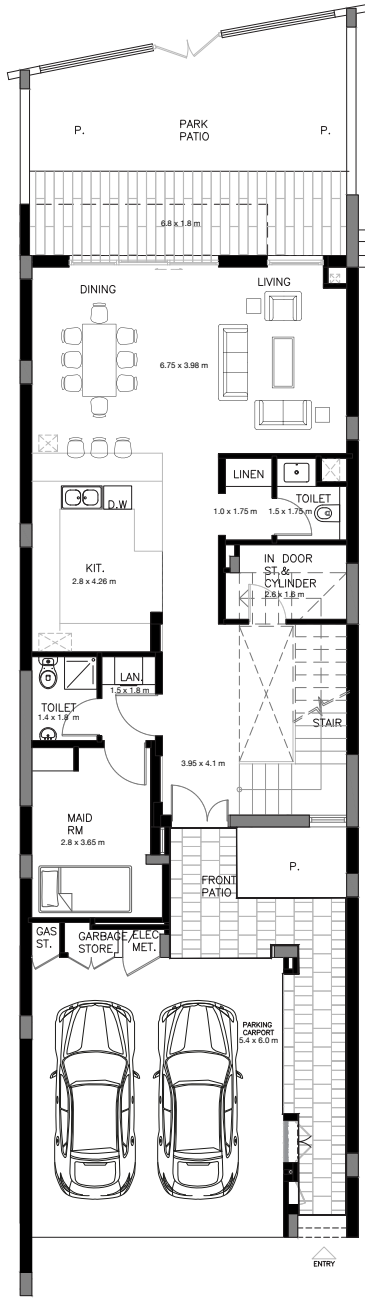 PARK
PATIO
P.
P.
6.8 x 1.8 m
DINING
LIVING
6.75 x 3.98 m
D.W
LINEN
TOILET
1.0 x 1.75 m
1.5 x 1.75 m
KIT.
2.8 x 4.26 m
IN DOOR
ST.&
CYLINDER
2.6 x 1.6 m
LAN.
1.5 x 1.8 m
TOILET
1.4 x 1.8 m
STAIR
3.95 x 4.1 m
MAID
RM
2.8 x 3.65 m
FRONT
PATIO
P.
GAS
ST.
GARBAGE
STORE
ELEC.
MET.
PARKING
CARPORT
5.4 x 6.0 m
ENTRY